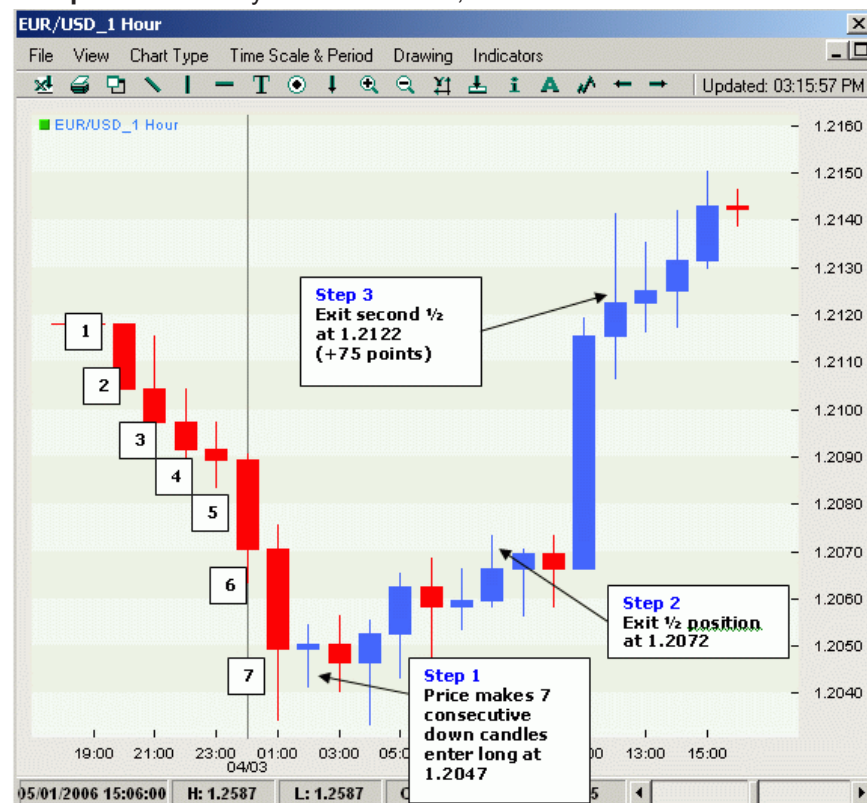 EUR/USD_1 Hour
File View Chart Type Time Scale & Period Drawing Indicators
Updated: 03:15:57 PM
EUR/USD_1 Hour
1.2160
1.2150
1.2140
1.2130
1.2120
1.2110
1.2100
1.2090
1.2080
1.2070
1.2060
1.2050
1.2040
Step 3
Exit second ½
at 1.2122
(+75 points)
1
2
3
4
5
6
7
Step 2
Exit ½ position
at 1.2072
Step 1
Price makes 7
consecutive
down candles
enter long at
1.2047
19:00 21:00 23:00 01:00 03:00 13:00 15:00
04/03
05/01/2006 15:06:00 H: 1.2587 L: 1.2587